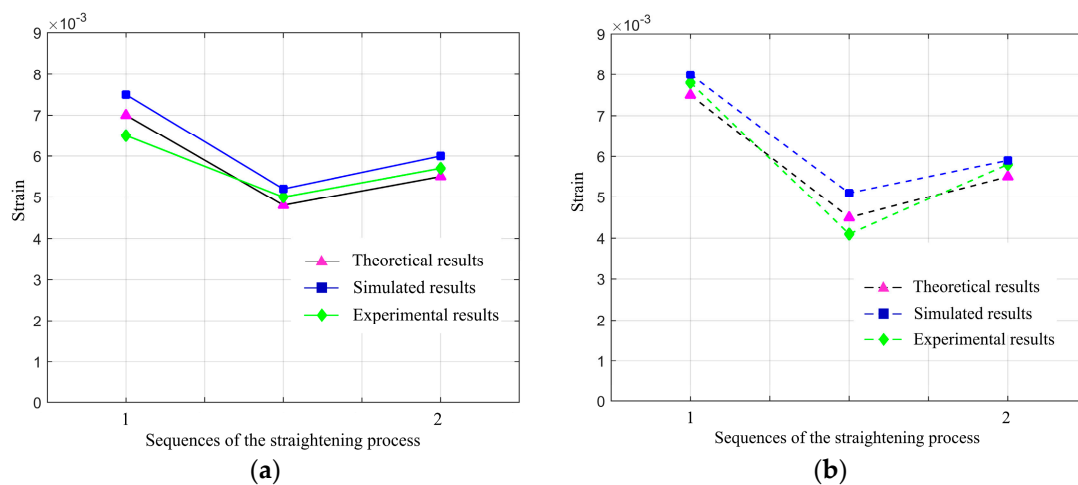 ×10⁻³
9
8
7
6
5
4
3
2
1
0
Strain
Theoretical results
Simulated results
Experimental results
1 2
Sequences of the straightening process
(a)
×10⁻³
9
8
7
6
5
4
3
2
1
0
Strain
Theoretical results
Simulated results
Experimental results
1 2
Sequences of the straightening process
(b)